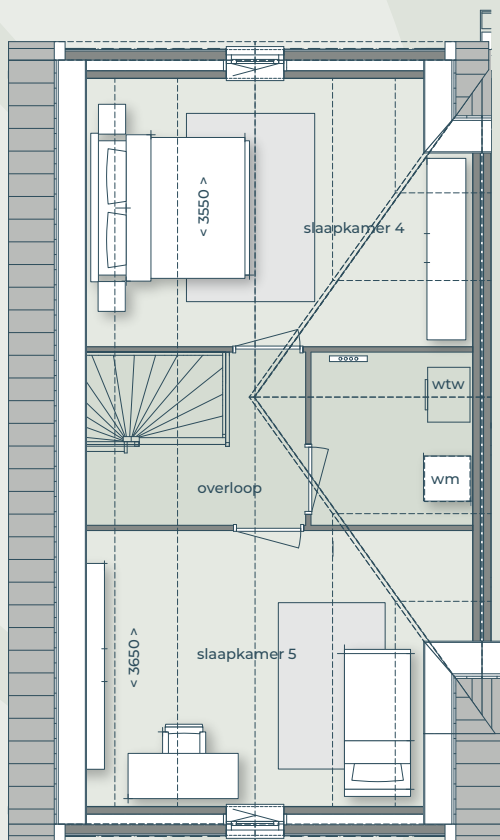 < 3550 >
slaapkamer 4
wtw
wm
overloop
slaapkamer 5
< 3650 >